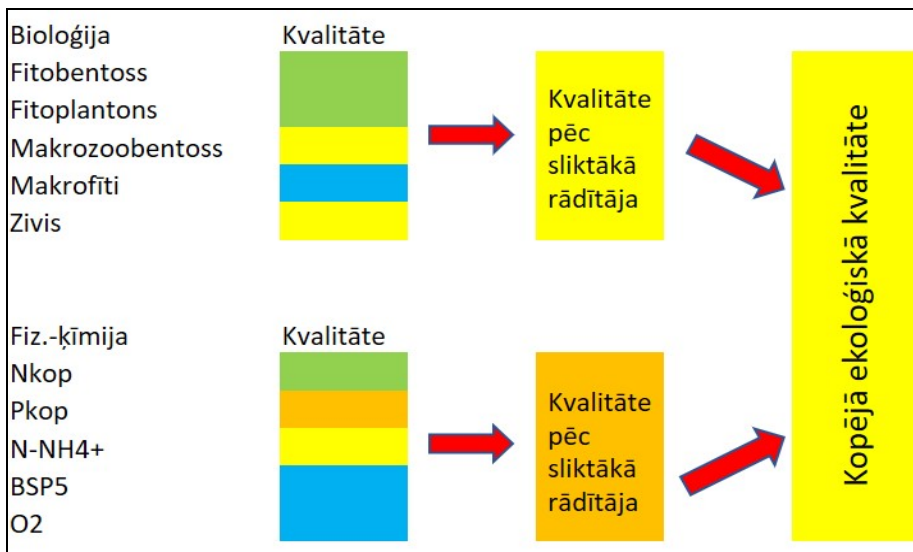 Bioloģija Kvalitāte
Fitobentoss
Fitoplantons
Makrozoobentoss
Makrofīti
Zivis
Kvalitāte
pēc
sliktākā
rādītāja
Fiz.-ķīmija Kvalitāte
Nkop
Pkop
N-NH4+
BSP5
O2
Kvalitāte
pēc
sliktākā
rādītāja
Kopējā ekoloģiskā kvalitāte